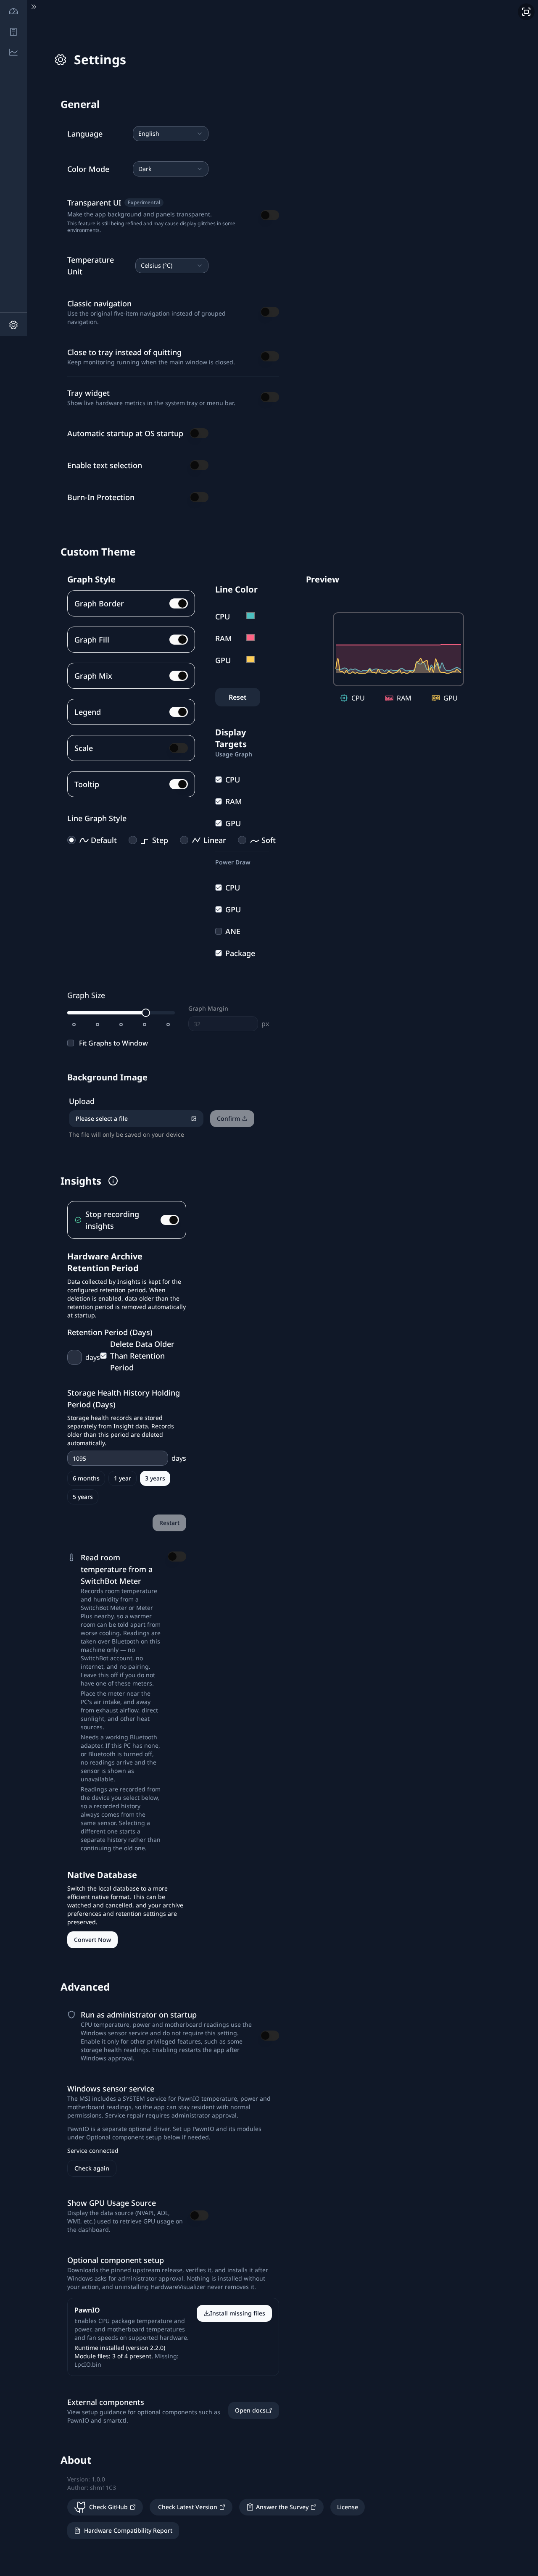 Settings
General
Language
English
Color Mode
Dark
Transparent UI Experimental
Make the app background and panels transparent.
This feature is still being refined and may cause display glitches in some
environments.
Temperature
Unit
Celsius (°C)
Classic navigation
Use the original five-item navigation instead of grouped
navigation.
Close to tray instead of quitting
Keep monitoring running when the main window is closed.
Tray widget
Show live hardware metrics in the system tray or menu bar.
Automatic startup at OS startup
Enable text selection
Burn-In Protection
Custom Theme
Graph Style
Graph Border
Graph Fill
Graph Mix
Legend
Scale
Tooltip
Line Graph Style
Default
Step
Linear
Soft
Line Color
CPU
RAM
GPU
Reset
Display
Targets
Usage Graph
CPU
RAM
GPU
Power Draw
CPU
GPU
ANE
Package
Preview
CPU
RAM
GPU
Graph Size
Graph Margin
32
px
Fit Graphs to Window
Background Image
Upload
Please select a file
Confirm
The file will only be saved on your device
Insights
Stop recording
insights
Hardware Archive
Retention Period
Data collected by Insights is kept for the
configured retention period. When
deletion is enabled, data older than the
retention period is removed automatically
at startup.
Retention Period (Days)
days
Delete Data Older
Than Retention
Period
Storage Health History Holding
Period (Days)
Storage health records are stored
separately from Insight data. Records
older than this period are deleted
automatically.
1095
days
6 months
1 year
3 years
5 years
Restart
Read room
temperature from a
SwitchBot Meter
Records room temperature
and humidity from a
SwitchBot Meter or Meter
Plus nearby, so a warmer
room can be told apart from
worse cooling. Readings are
taken over Bluetooth on this
machine only — no
SwitchBot account, no
internet, and no pairing.
Leave this off if you do not
have one of these meters.
Place the meter near the
PC's air intake, and away
from exhaust airflow, direct
sunlight, and other heat
sources.
Needs a working Bluetooth
adapter. If this PC has none,
or Bluetooth is turned off,
no readings arrive and the
sensor is shown as
unavailable.
Readings are recorded from
the device you select below,
so a recorded history
always comes from the
same sensor. Selecting a
different one starts a
separate history rather than
continuing the old one.
Native Database
Switch the local database to a more
efficient native format. This can be
watched and cancelled, and your archive
preferences and retention settings are
preserved.
Convert Now
Advanced
Run as administrator on startup
CPU temperature, power and motherboard readings use the
Windows sensor service and do not require this setting.
Enable it only for other privileged features, such as some
storage health readings. Enabling restarts the app after
Windows approval.
Windows sensor service
The MSI includes a SYSTEM service for PawnIO temperature, power and
motherboard readings, so the app can stay resident with normal
permissions. Service repair requires administrator approval.
PawnIO is a separate optional driver. Set up PawnIO and its modules
under Optional component setup below if needed.
Service connected
Check again
Show GPU Usage Source
Display the data source (NVAPI, ADL,
WMI, etc.) used to retrieve GPU usage on
the dashboard.
Optional component setup
Downloads the pinned upstream release, verifies it, and installs it after
Windows asks for administrator approval. Nothing is installed without
your action, and uninstalling HardwareVisualizer never removes it.
PawnIO
Enables CPU package temperature and
power, and motherboard temperatures
and fan speeds on supported hardware.
Runtime installed (version 2.2.0)
Module files: 3 of 4 present. Missing:
LpcIO.bin
Install missing files
External components
View setup guidance for optional components such as
PawnIO and smartctl.
Open docs
About
Version: 1.0.0
Author: shm11C3
Check GitHub
Check Latest Version
Answer the Survey
License
Hardware Compatibility Report